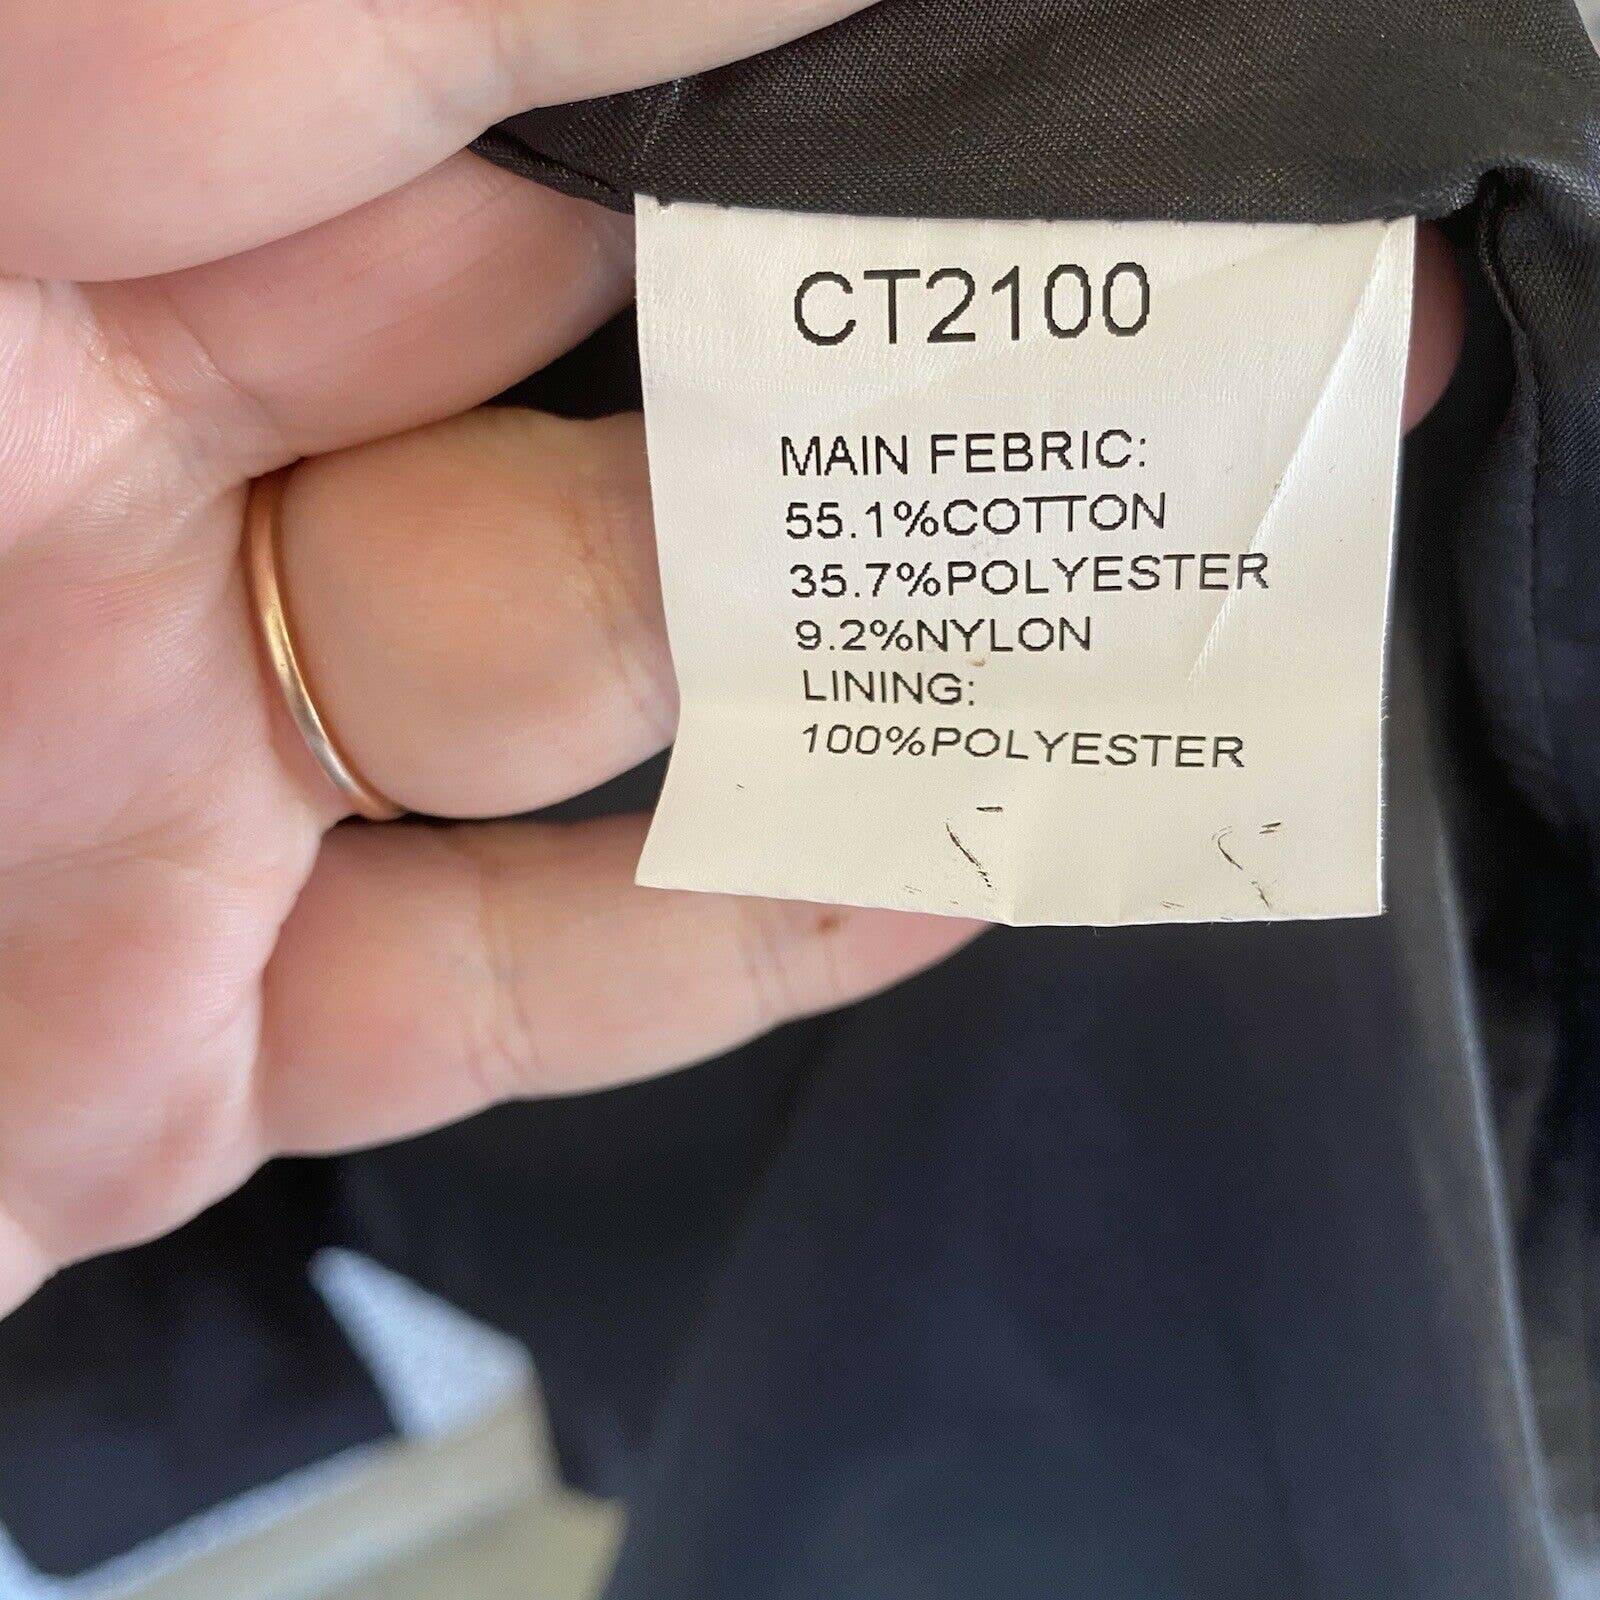 CT2100
MAIN FEBRIC:
55.1%COTTON
35.7%POLYESTER
9.2%NYLON
LINING:
100%POLYESTER